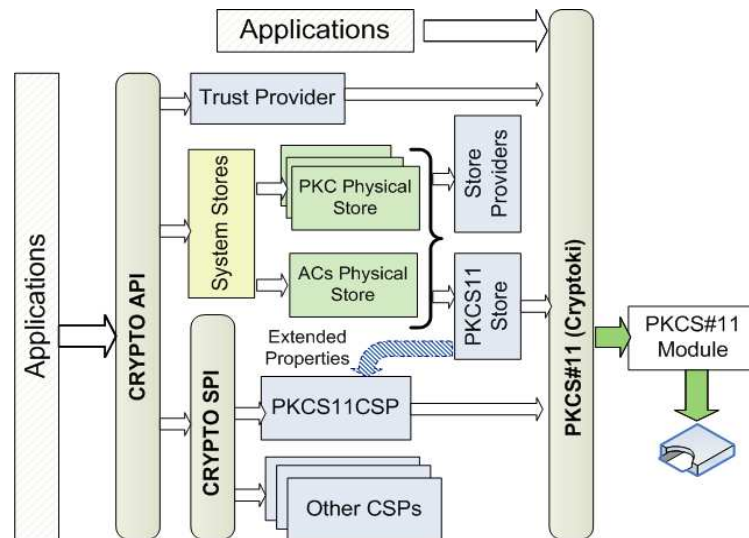 Applications
Applications
CRYPTO API
Trust Provider
System Stores
PKC Physical
Store
ACs Physical
Store
Store
Providers
PKCS11
Store
Extended
Properties
CRYPTO SPI
PKCS11CSP
Other CSPs
PKCS#11 (Cryptoki)
PKCS#11
Module